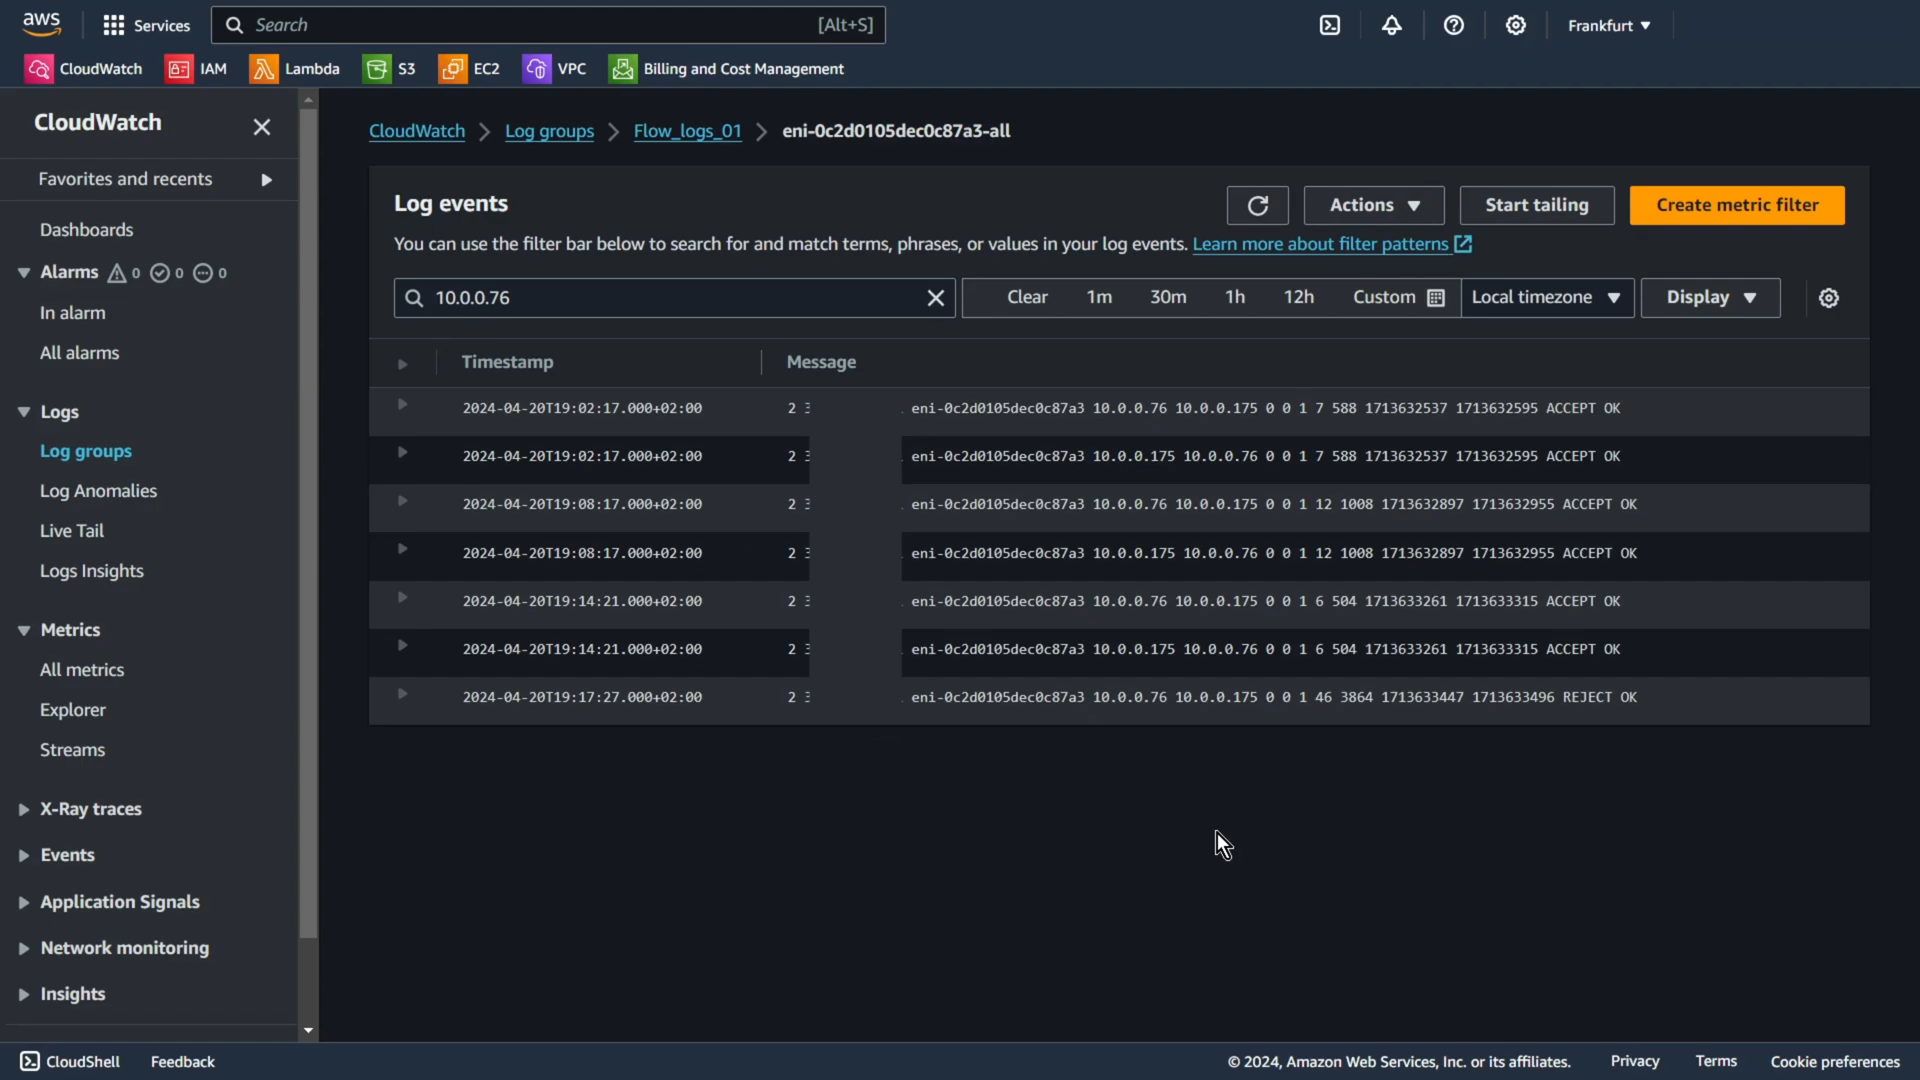 aws Services Search [Alt+S] Frankfurt
CloudWatch IAM Lambda S3 EC2 VPC Billing and Cost Management
CloudWatch
Favorites and recents
Dashboards
Alarms 0 0 0
In alarm
All alarms
Logs
Log groups
Log Anomalies
Live Tail
Logs Insights
Metrics
All metrics
Explorer
Streams
X-Ray traces
Events
Application Signals
Network monitoring
Insights
CloudWatch Log groups Flow_logs_01 eni-0c2d0105dec0c87a3-all
Log events
Actions Start tailing Create metric filter
You can use the filter bar below to search for and match terms, phrases, or values in your log events. Learn more about filter patterns
10.0.0.76 Clear 1m 30m 1h 12h Custom Local timezone Display
Timestamp Message
2024-04-20T19:02:17.000+02:00 2 eni-0c2d0105dec0c87a3 10.0.0.76 10.0.0.175 0 0 1 7 588 1713632537 1713632595 ACCEPT OK
2024-04-20T19:02:17.000+02:00 2 eni-0c2d0105dec0c87a3 10.0.0.175 10.0.0.76 0 0 1 7 588 1713632537 1713632595 ACCEPT OK
2024-04-20T19:08:17.000+02:00 2 eni-0c2d0105dec0c87a3 10.0.0.76 10.0.0.175 0 0 1 12 1008 1713632897 1713632955 ACCEPT OK
2024-04-20T19:08:17.000+02:00 2 eni-0c2d0105dec0c87a3 10.0.0.175 10.0.0.76 0 0 1 12 1008 1713632897 1713632955 ACCEPT OK
2024-04-20T19:14:21.000+02:00 2 eni-0c2d0105dec0c87a3 10.0.0.76 10.0.0.175 0 0 1 6 504 1713633261 1713633315 ACCEPT OK
2024-04-20T19:14:21.000+02:00 2 eni-0c2d0105dec0c87a3 10.0.0.175 10.0.0.76 0 0 1 6 504 1713633261 1713633315 ACCEPT OK
2024-04-20T19:17:27.000+02:00 2 eni-0c2d0105dec0c87a3 10.0.0.76 10.0.0.175 0 0 1 46 3864 1713633447 1713633496 REJECT OK
CloudShell Feedback © 2024, Amazon Web Services, Inc. or its affiliates. Privacy Terms Cookie preferences